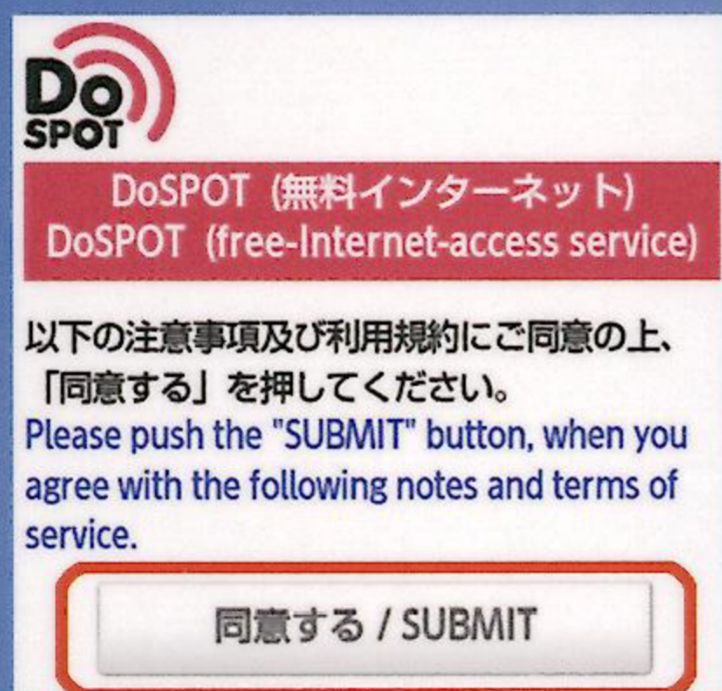 Do
SPOT
DoSPOT (無料インターネット)
DoSPOT (free-Internet-access service)
以下の注意事項及び利用規約にご同意の上、
「同意する」を押してください。
Please push the "SUBMIT" button, when you
agree with the following notes and terms of
service.
同意する / SUBMIT